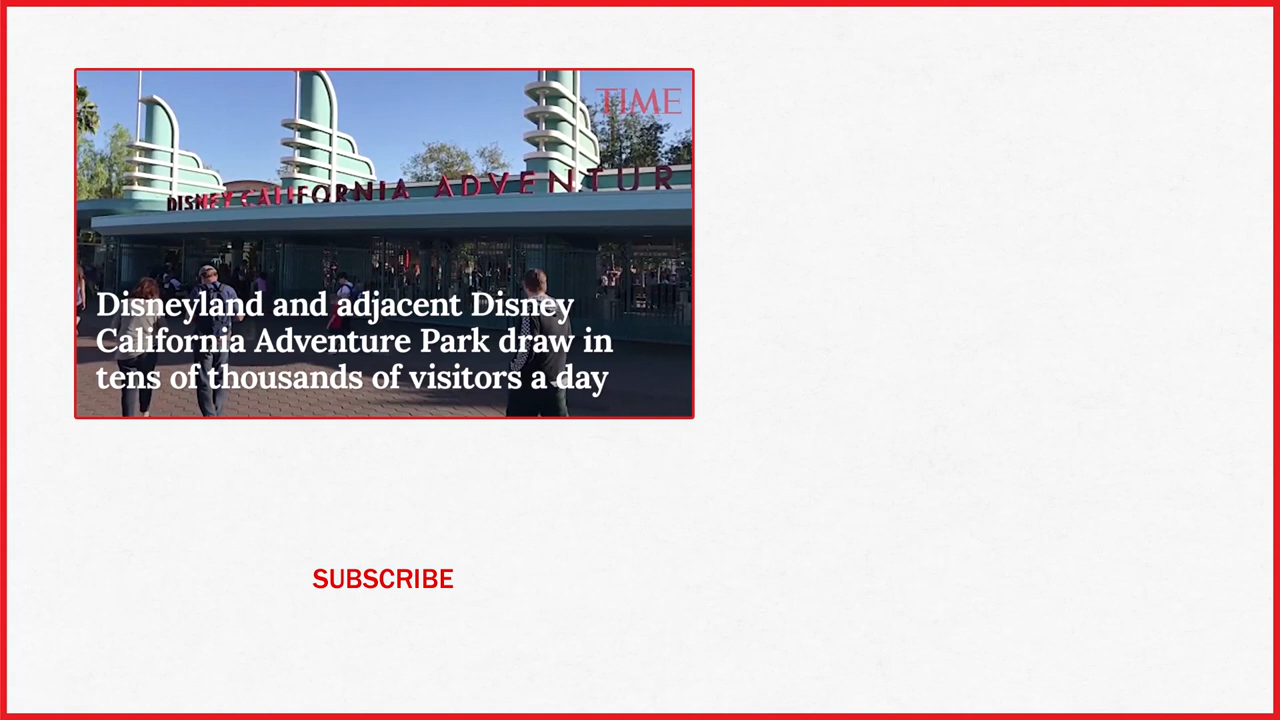 TIME
DISNEY CALIFORNIA ADVENTUR
Disneyland and adjacent Disney
California Adventure Park draw in
tens of thousands of visitors a day
SUBSCRIBE